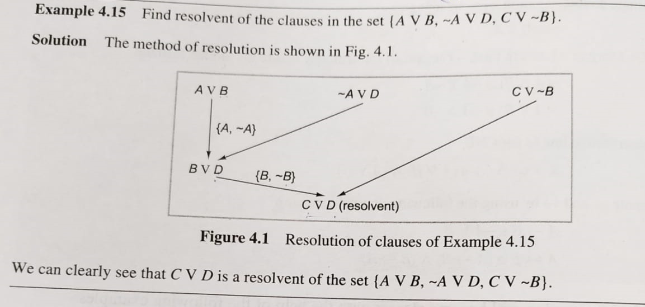 Example 4.15 Find resolvent of the clauses in the set {A V B, ~A V D, C V ~B}.
Solution The method of resolution is shown in Fig. 4.1.
A V B ~A V D C V ~B
{A, ~A}
B V D {B, ~B}
C V D (resolvent)
Figure 4.1 Resolution of clauses of Example 4.15
We can clearly see that C V D is a resolvent of the set {A V B, ~A V D, C V ~B}.